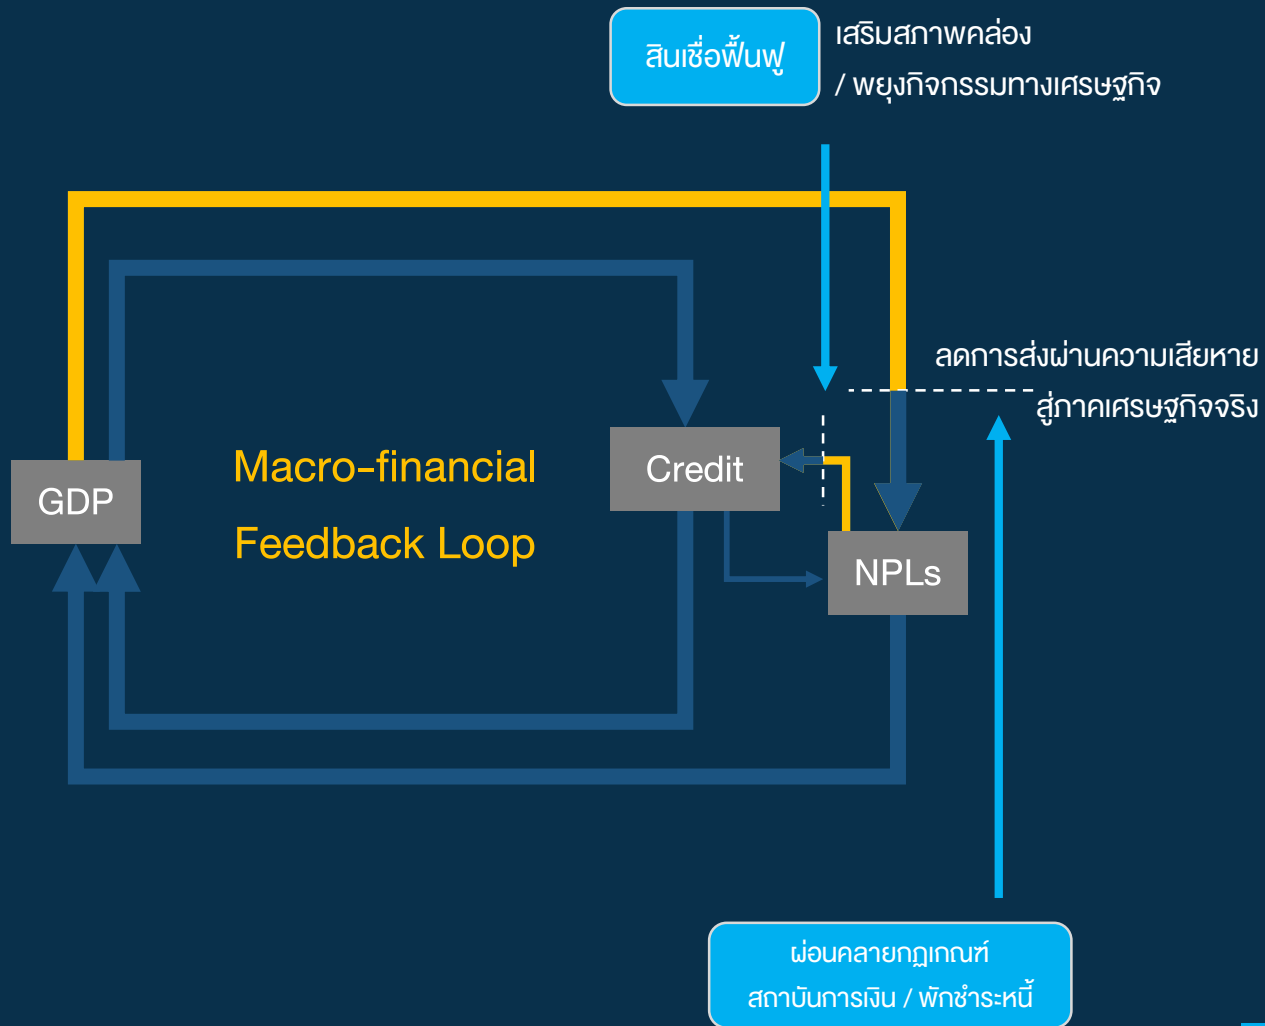 สินเชื่อฟื้นฟู
เสริมสภาพคล่อง
/ พยุงกิจกรรมทางเศรษฐกิจ
ลดการส่งผ่านความเสียหาย
สู่ภาคเศรษฐกิจจริง
Macro-financial
Feedback Loop
Credit
GDP
NPLs
ผ่อนคลายกฎเกณฑ์
สถาบันการเงิน / พักชำระหนี้